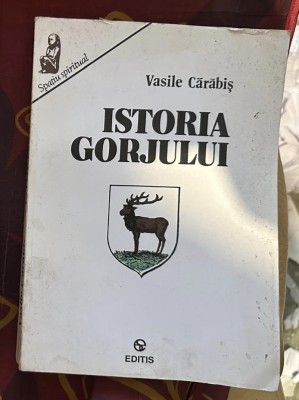 Spațiu spiritual
Vasile Cărăbiș
ISTORIA
GORJULUI
EDITIS